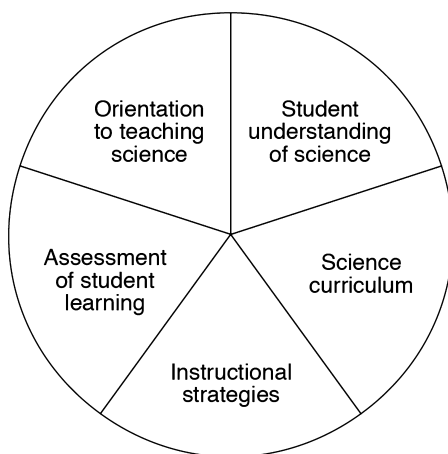 Orientation
to teaching
science
Student
understanding
of science
Assessment
of student
learning
Science
curriculum
Instructional
strategies